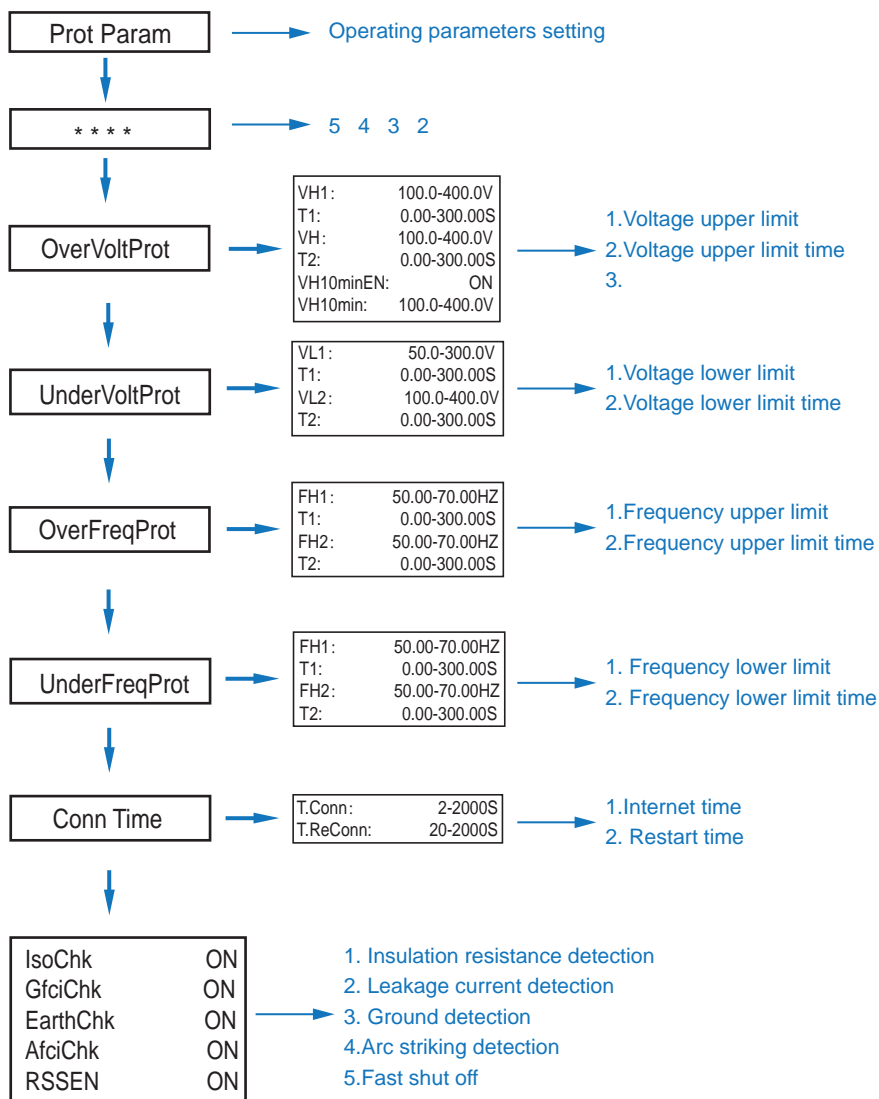 Prot Param
Operating parameters setting
* * * *
5 4 3 2
OverVoltProt
VH1: 100.0-400.0V
T1: 0.00-300.00S
VH: 100.0-400.0V
T2: 0.00-300.00S
VH10minEN: ON
VH10min: 100.0-400.0V
1.Voltage upper limit
2.Voltage upper limit time
3.
UnderVoltProt
VL1: 50.0-300.0V
T1: 0.00-300.00S
VL2: 100.0-400.0V
T2: 0.00-300.00S
1.Voltage lower limit
2.Voltage lower limit time
OverFreqProt
FH1: 50.00-70.00HZ
T1: 0.00-300.00S
FH2: 50.00-70.00HZ
T2: 0.00-300.00S
1.Frequency upper limit
2.Frequency upper limit time
UnderFreqProt
FH1: 50.00-70.00HZ
T1: 0.00-300.00S
FH2: 50.00-70.00HZ
T2: 0.00-300.00S
1. Frequency lower limit
2. Frequency lower limit time
Conn Time
T.Conn: 2-2000S
T.ReConn: 20-2000S
1.Internet time
2. Restart time
IsoChk ON
GfciChk ON
EarthChk ON
AfciChk ON
RSSEN ON
1. Insulation resistance detection
2. Leakage current detection
3. Ground detection
4.Arc striking detection
5.Fast shut off